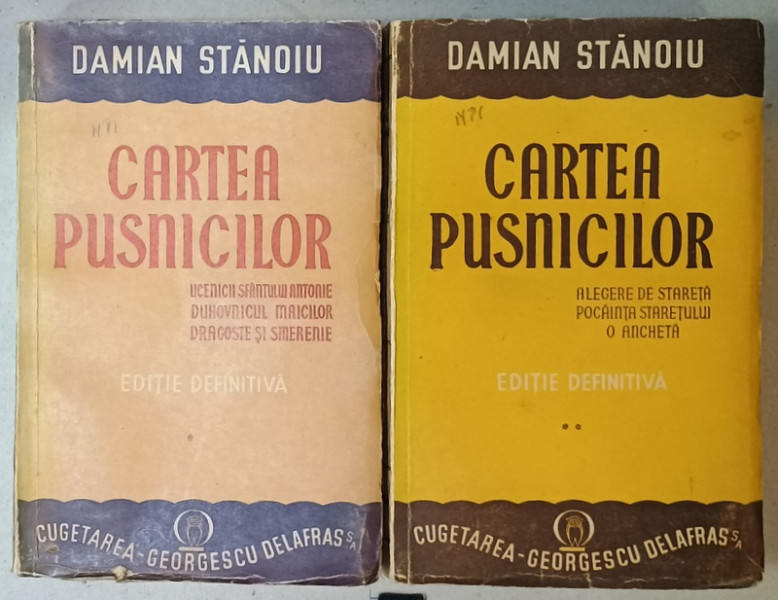 DAMIAN STĂNOIU
CARTEA
PUSNICILOR
UCENICII SFÂNTULUI ANTONIE
DUHOVNICUL MAICILOR
DRAGOSTE ȘI SMERENIE
EDIȚIE DEFINITIVĂ
*
CUGETAREA-GEORGESCU DELAFRAS S/A
DAMIAN STĂNOIU
CARTEA
PUSNICILOR
ALEGERE DE STAREȚĂ
POCĂINȚA STAREȚULUI
O ANCHETĂ
EDIȚIE DEFINITIVĂ
**
CUGETAREA-GEORGESCU DELAFRAS S/A